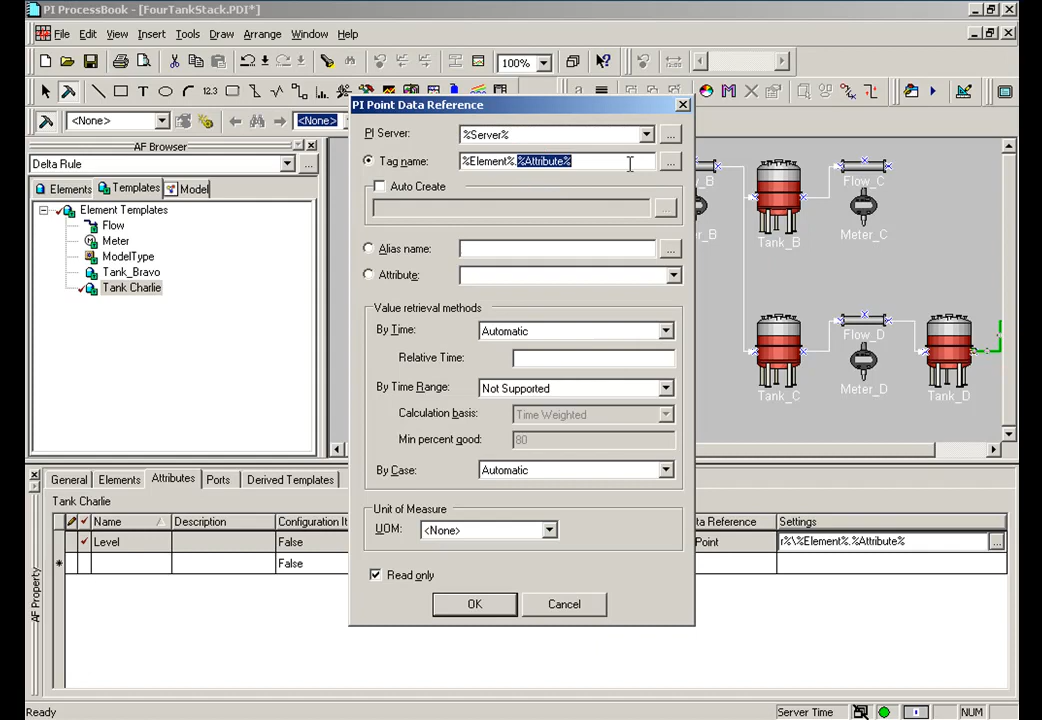 PI ProcessBook - [FourTankStack.PDI*]
File Edit View Insert Tools Draw Arrange Window Help
100%
12.3
<None>
<None>
AF Browser
Delta Rule
Elements Templates Model
Element Templates
Flow
Meter
ModelType
Tank_Bravo
Tank Charlie
PI Point Data Reference
PI Server: %Server%
Tag name: %Element%.%Attribute%
Auto Create
Alias name:
Attribute:
Value retrieval methods
By Time: Automatic
Relative Time:
By Time Range: Not Supported
Calculation basis: Time Weighted
Min percent good: 80
By Case: Automatic
Unit of Measure
UOM: <None>
Read only
OK Cancel
_B Flow_C
_B Tank_B Meter_C
Flow_D
Tank_C Meter_D Tank_D
General Elements Attributes Ports Derived Templates
Tank Charlie
Name Description Configuration It a Reference Settings
Level False Point r%\%Element%.%Attribute%
False
AF Property
Ready Server Time NUM